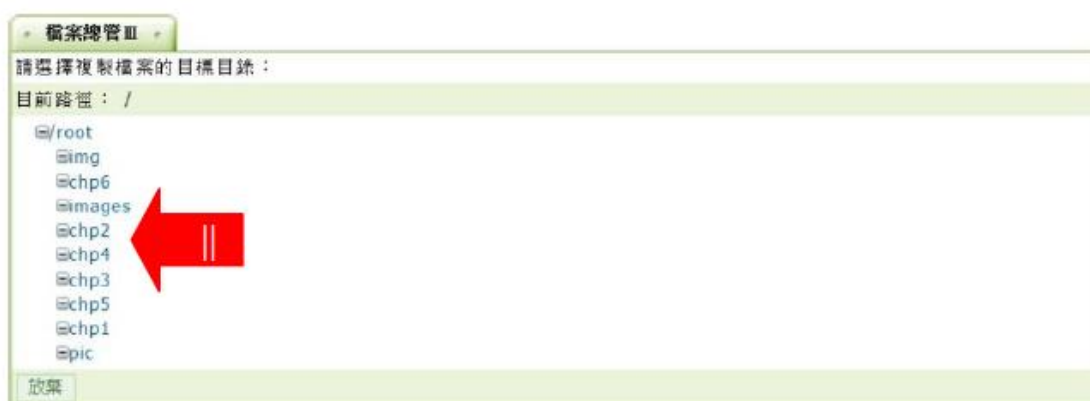 檔案總管Ⅲ
請選擇複製檔案的目標目錄：
目前路徑： /
/root
img
chp6
images
chp2
chp4
chp3
chp5
chp1
pic
放棄